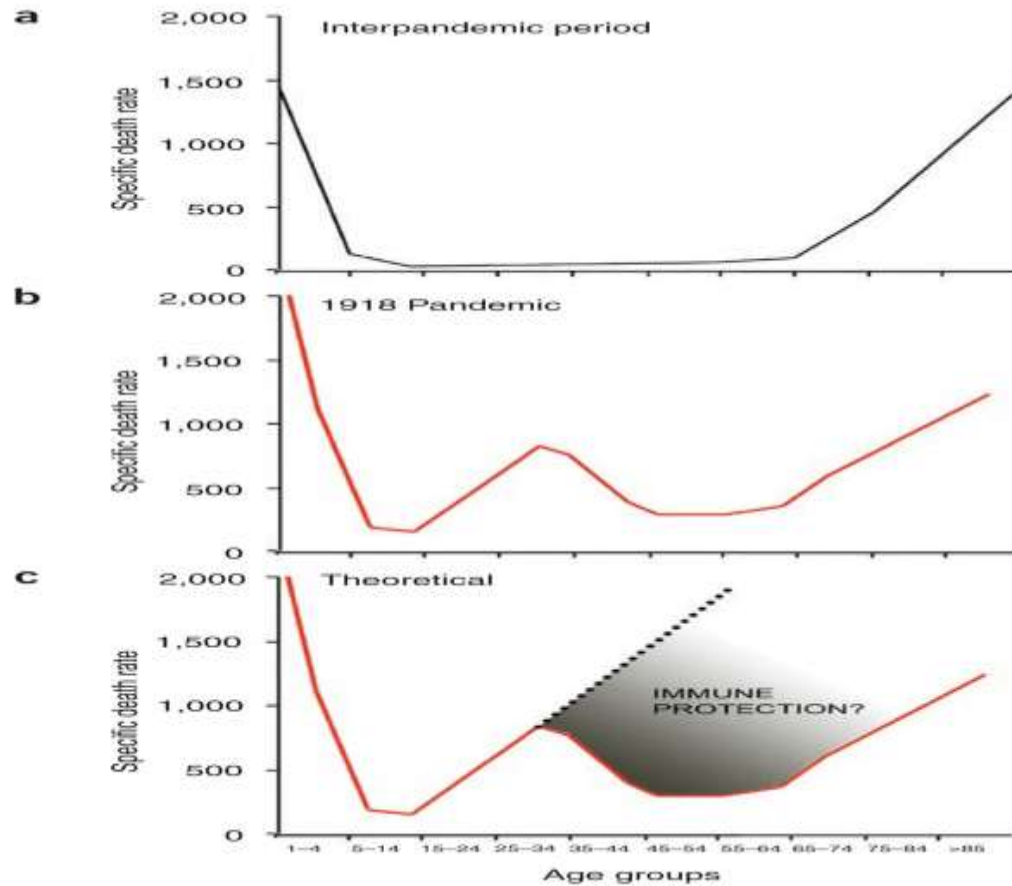 a
Interpandemic period
2,000
1,500
1,000
500
0
Specific death rate
b
1918 Pandemic
2,000
1,500
1,000
500
0
Specific death rate
c
Theoretical
2,000
1,500
1,000
500
0
Specific death rate
IMMUNE
PROTECTION?
1–4 5–14 15–24 25–34 35–44 45–54 55–64 65–74 75–84 >85
Age groups